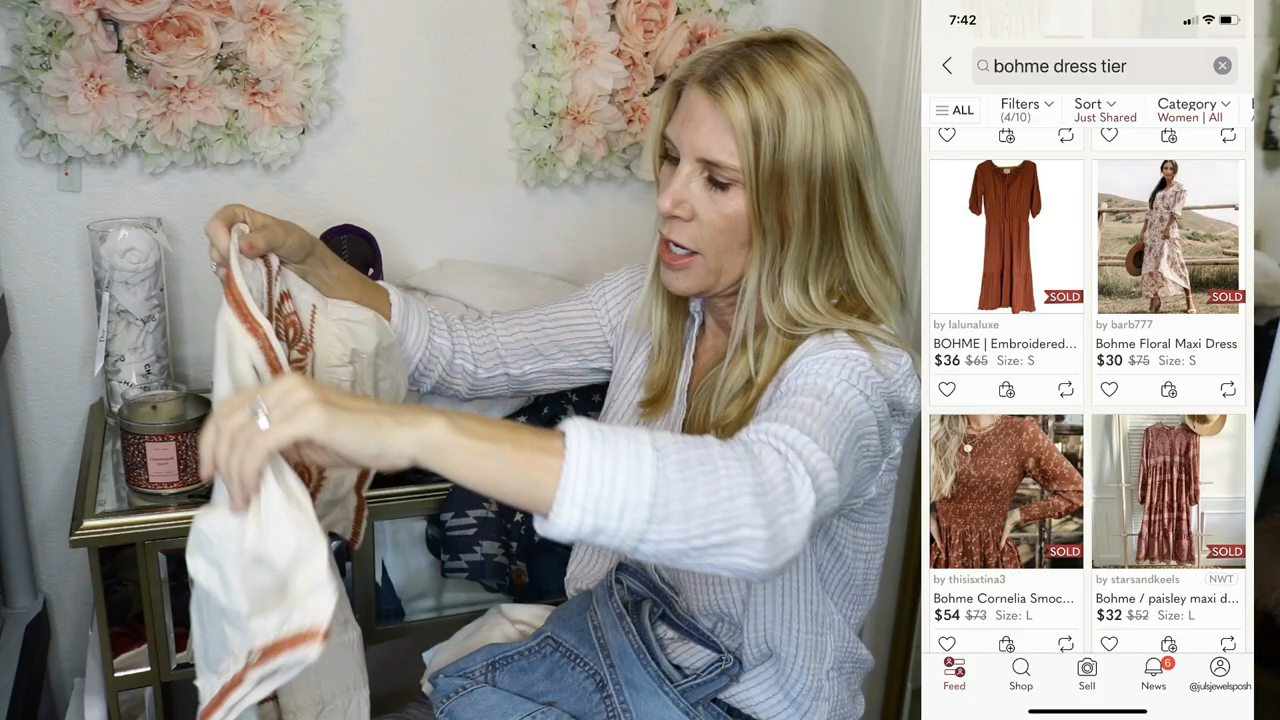 7:42
bohme dress tier
ALL
Filters
(4/10)
Sort
Just Shared
Category
Women | All
SOLD
SOLD
by lalunaluxe
BOHME | Embroidered...
$36 $65 Size: S
by barb777
Bohme Floral Maxi Dress
$30 $75 Size: S
SOLD
SOLD
by thisisxtina3
Bohme Cornelia Smoc...
$54 $73 Size: L
by starsandkeels
NWT
Bohme / paisley maxi d...
$32 $52 Size: L
Feed
Shop
Sell
6
News
@julsjewelsposh